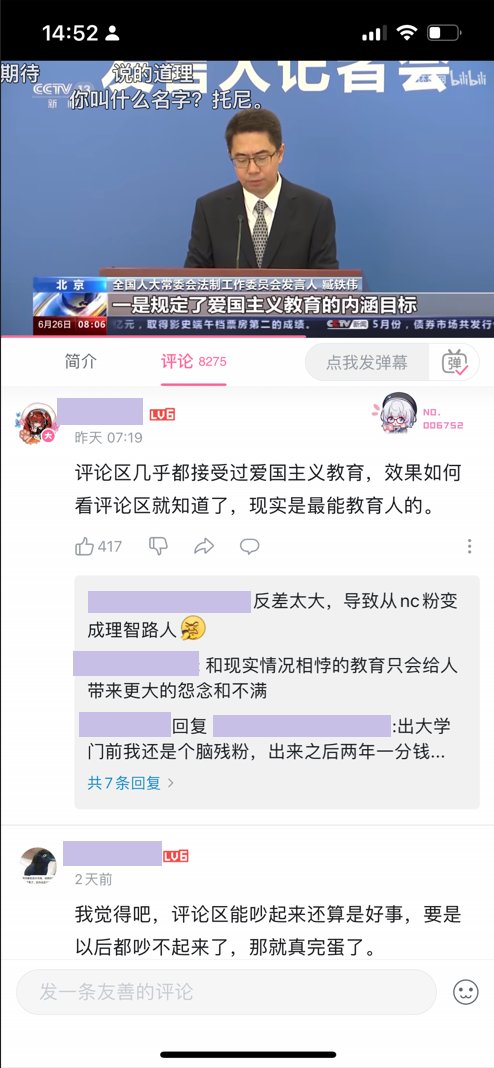 14:52
期待
说的道理
发言人记者会
CCTV 13
新闻
bilibili
你叫什么名字？托尼。
北京
全国人大常委会法制工作委员会发言人 臧铁伟
一是规定了爱国主义教育的内涵目标
6月26日 08:06
亿元，取得影史端午档票房第二的成绩。 CCTV新闻 5月份，债券市场共发行
简介
评论 8275
点我发弹幕
弹
LV6
NO.
006752
昨天 07:19
评论区几乎都接受过爱国主义教育，效果如何
看评论区就知道了，现实是最能教育人的。
417
反差太大，导致从nc粉变
成理智路人
: 和现实情况相悖的教育只会给人
带来更大的怨念和不满
回复 :出大学
门前我还是个脑残粉，出来之后两年一分钱...
共7条回复 >
LV6
2天前
我觉得吧，评论区能吵起来还算是好事，要是
以后都吵不起来了，那就真完蛋了。
发一条友善的评论